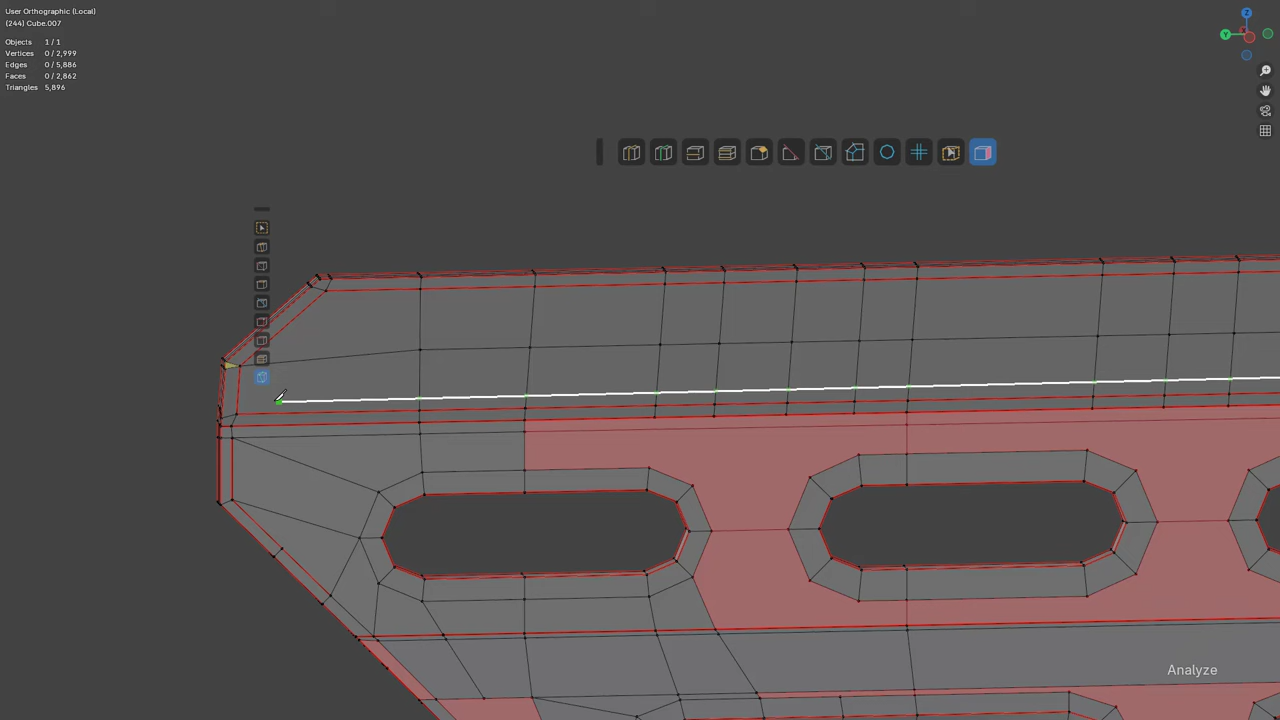 User Orthographic (Local)
(244) Cube.007
Objects 1 / 1
Vertices 0 / 2,999
Edges 0 / 5,886
Faces 0 / 2,862
Triangles 5,896
Z
Y
Analyze